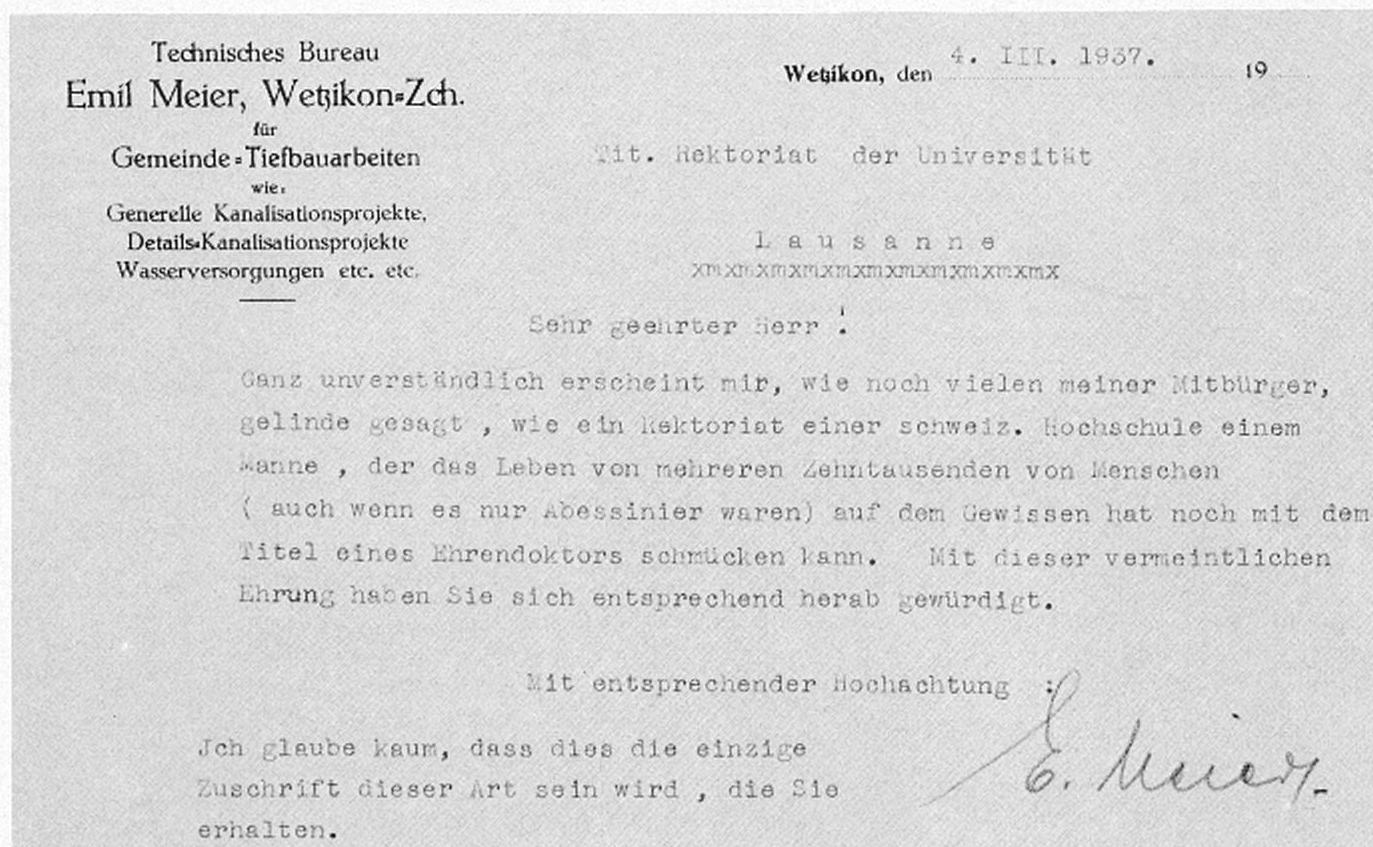 Technisches Bureau
Emil Meier, Wetzikon=Zch.
für
Gemeinde=Tiefbauarbeiten
wie:
Generelle Kanalisationsprojekte,
Details=Kanalisationsprojekte
Wasserversorgungen etc. etc.
Wetzikon, den 4. III. 1937. 19
Tit. Rektoriat der Universität
L a u s a n n e
xmxmxmxmxmxmxmxmxmxmxmx
Sehr geehrter Herr !
Ganz unverständlich erscheint mir, wie noch vielen meiner Mitbürger,
gelinde gesagt , wie ein Rektoriat einer schweiz. Hochschule einem
Manne , der das Leben von mehreren Zehntausenden von Menschen
( auch wenn es nur Abessinier waren) auf dem Gewissen hat noch mit dem
Titel eines Ehrendoktors schmücken kann. Mit dieser vermeintlichen
Ehrung haben Sie sich entsprechend herab gewürdigt.
Mit entsprechender Hochachtung :
E. Meier.
Jch glaube kaum, dass dies die einzige
Zuschrift dieser Art sein wird , die Sie
erhalten.